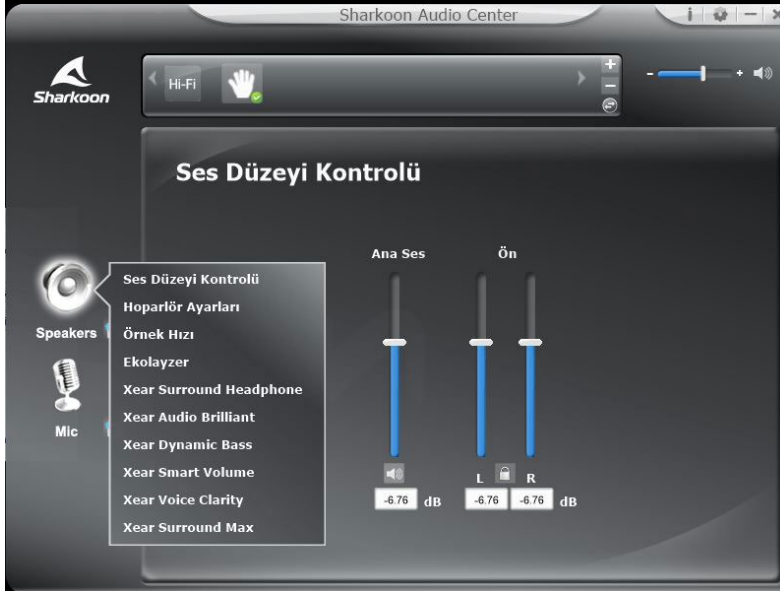 Sharkoon Audio Center
Sharkoon
Hi-Fi
Ses Düzeyi Kontrolü
Ana Ses
Ön
Speakers
Mic
Ses Düzeyi Kontrolü
Hoparlör Ayarları
Örnek Hızı
Ekolayzer
Xear Surround Headphone
Xear Audio Brilliant
Xear Dynamic Bass
Xear Smart Volume
Xear Voice Clarity
Xear Surround Max
L R
-6.76 dB -6.76 -6.76 dB